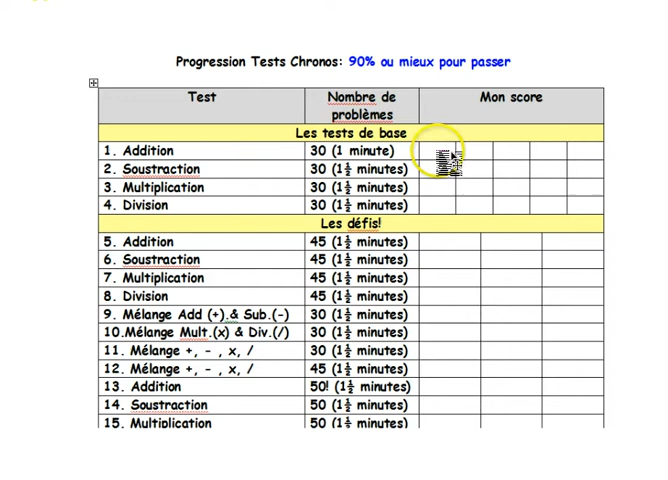 Progression Tests Chronos: 90% ou mieux pour passer
Test Nombre de problèmes Mon score
Les tests de base
1. Addition 30 (1 minute)
2. Soustraction 30 (1½ minutes)
3. Multiplication 30 (1½ minutes)
4. Division 30 (1½ minutes)
Les défis!
5. Addition 45 (1½ minutes)
6. Soustraction 45 (1½ minutes)
7. Multiplication 45 (1½ minutes)
8. Division 45 (1½ minutes)
9. Mélange Add (+).& Sub.(-) 30 (1½ minutes)
10.Mélange Mult.(x) & Div.(/) 30 (1½ minutes)
11. Mélange +, - , x, / 30 (1½ minutes)
12. Mélange +, - , x, / 45 (1½ minutes)
13. Addition 50! (1½ minutes)
14. Soustraction 50 (1½ minutes)
15. Multiplication 50 (1½ minutes)